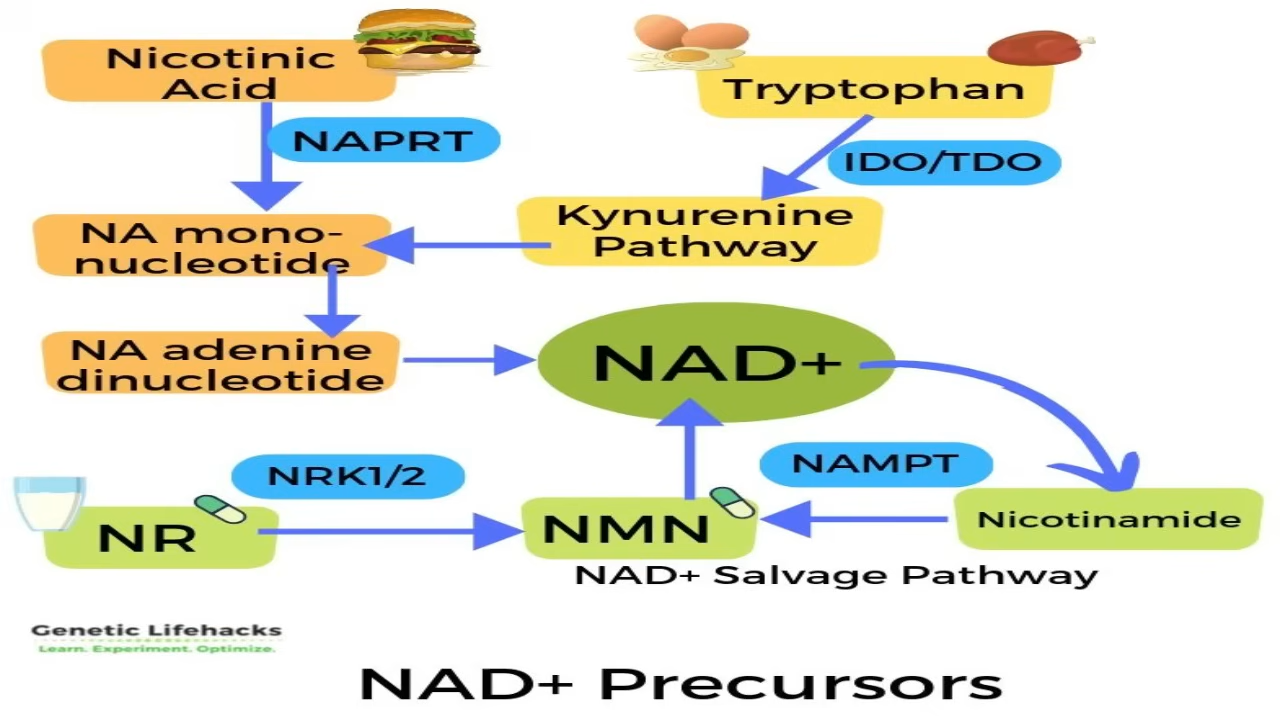 Nicotinic
Acid
Tryptophan
NAPRT
IDO/TDO
NA mono-
nucleotide
Kynurenine
Pathway
NA adenine
dinucleotide
NAD+
NRK1/2
NAMPT
NR
NMN
Nicotinamide
NAD+ Salvage Pathway
Genetic Lifehacks
Learn. Experiment. Optimize.
NAD+ Precursors